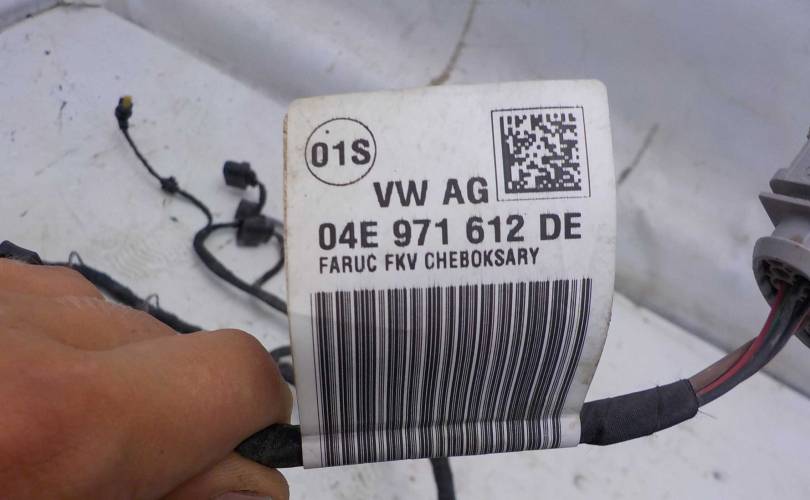 01S
VW AG
04E 971 612 DE
FARUC FKV CHEBOKSARY